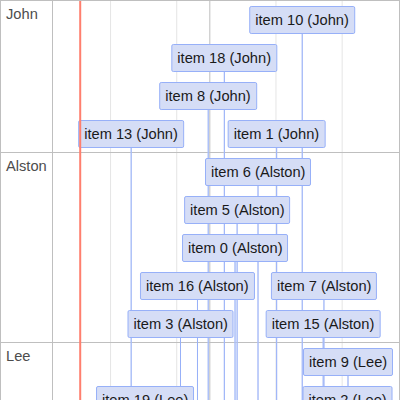 John
item 10 (John)
item 18 (John)
item 8 (John)
item 13 (John)
item 1 (John)
Alston
item 6 (Alston)
item 5 (Alston)
item 0 (Alston)
item 16 (Alston)
item 7 (Alston)
item 3 (Alston)
item 15 (Alston)
Lee
item 9 (Lee)
item 19 (Lee)
item 2 (Lee)